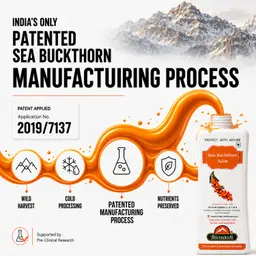 INDIA'S ONLY
PATENTED
SEA BUCKTHORN
MANUFACTUIRING PROCESS
PATENT APPLIED
Application No.
2019/7137
WILD
HARVEST
COLD
PROCESSING
PATENTED
MANUFACTURING
PROCESS
NUTRIENTS
PRESERVED
Supported by
Pre-Clinical Research
PROTECT WITH NATURE
Sea buckthorn
Juice